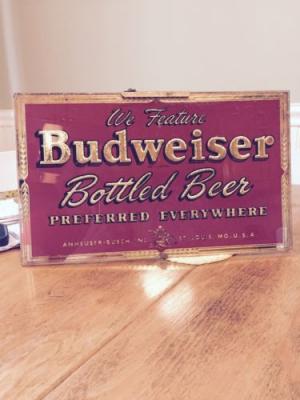 We Feature
Budweiser
Bottled Beer
PREFERRED EVERYWHERE
ANHEUSER-BUSCH, INC. ST. LOUIS, MO., U.S.A.